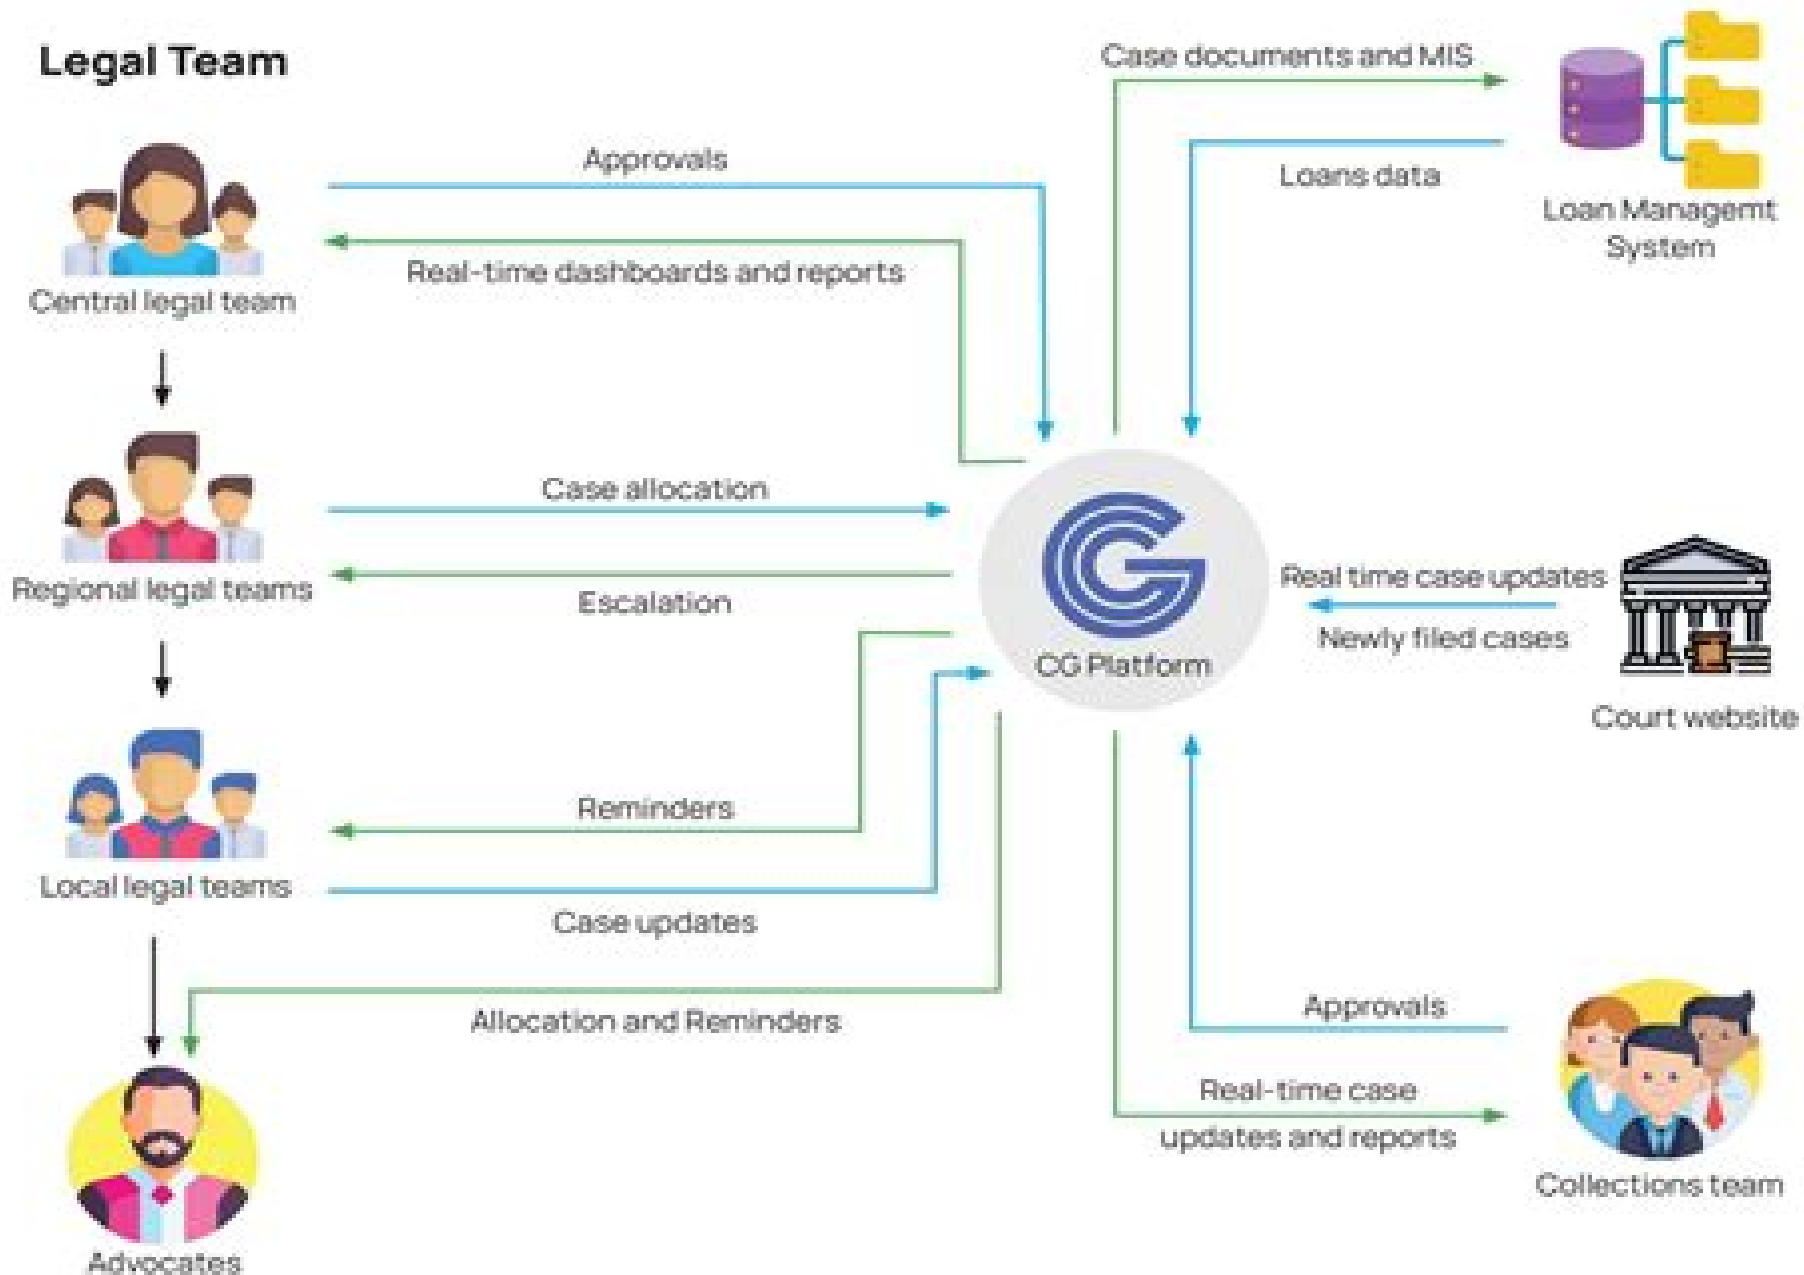 Legal Team
Case documents and MIS
Approvals
Loans data
Loan Managemt
System
Real-time dashboards and reports
Central legal team
Case allocation
Real time case updates
Regional legal teams
Escalation
Newly filed cases
CG Platform
Court website
Reminders
Local legal teams
Case updates
Approvals
Allocation and Reminders
Real-time case
updates and reports
Collections team
Advocates